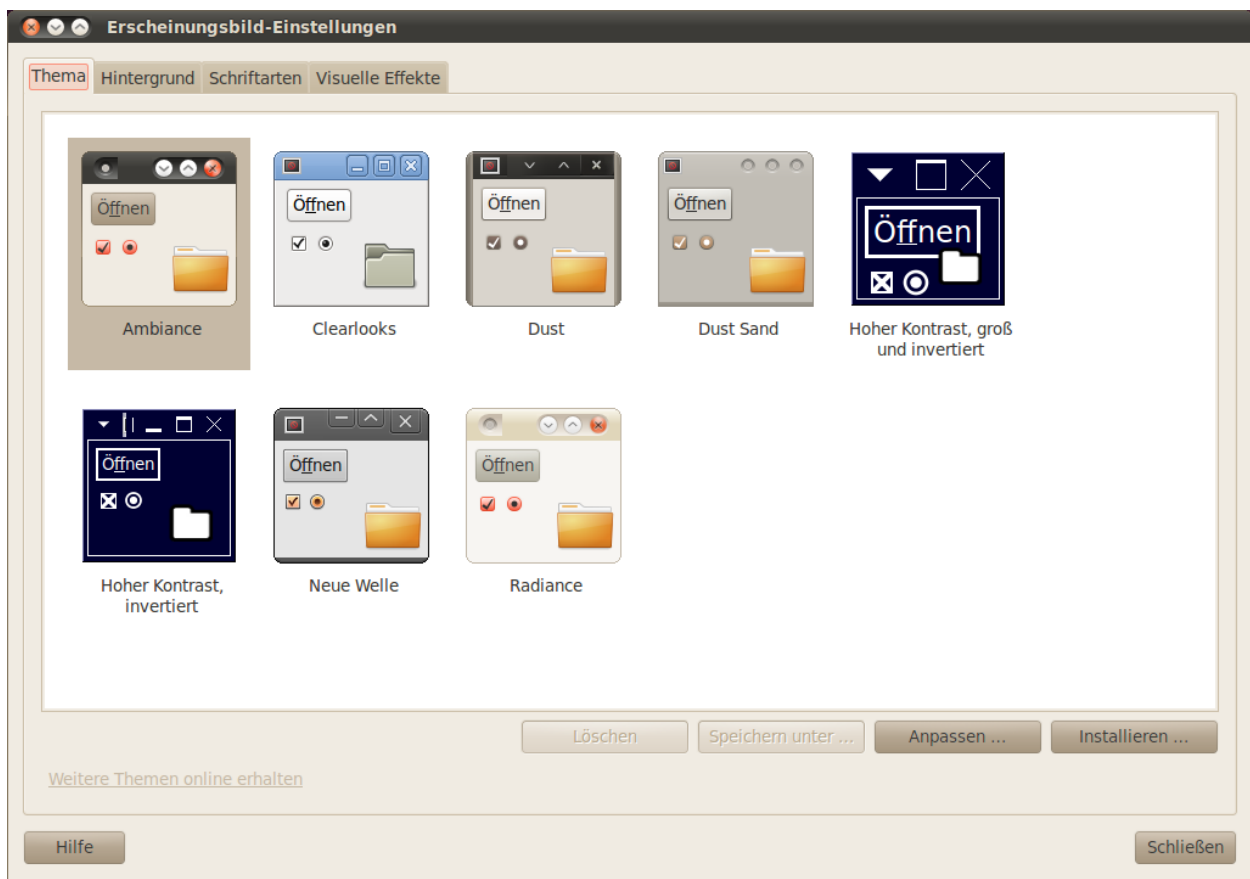 Erscheinungsbild-Einstellungen
Thema Hintergrund Schriftarten Visuelle Effekte
Öffnen Öffnen Öffnen Öffnen Öffnen
Ambiance Clearlooks Dust Dust Sand Hoher Kontrast, groß
und invertiert
Öffnen Öffnen Öffnen
Hoher Kontrast, Neue Welle Radiance
invertiert
Löschen Speichern unter ... Anpassen ... Installieren ...
Weitere Themen online erhalten
Hilfe Schließen